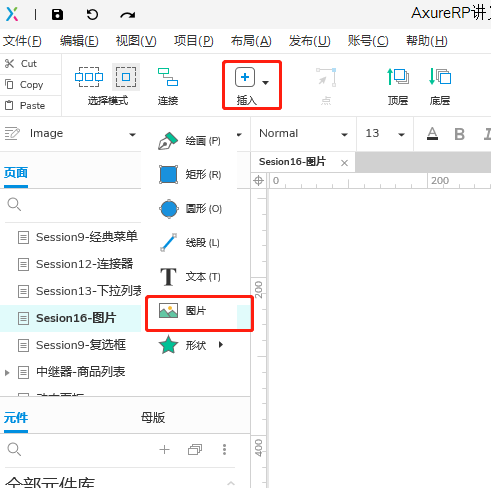 AxureRP讲义
文件(F) 编辑(E) 视图(V) 项目(P) 布局(A) 发布(U) 账号(C) 帮助(H)
Cut
Copy
Paste
选择模式 连接 插入 点 顶层 底层
Image Normal 13 A B I
页面
Sesion16-图片
0 200
Session9-经典菜单
Session12-连接器
Session13-下拉列表
Sesion16-图片
Session9-复选框
中继器-商品列表
绘画 (P)
矩形 (R)
圆形 (O)
线段 (L)
T 文本 (T)
图片
形状
200
400
元件 母版
全部元件库